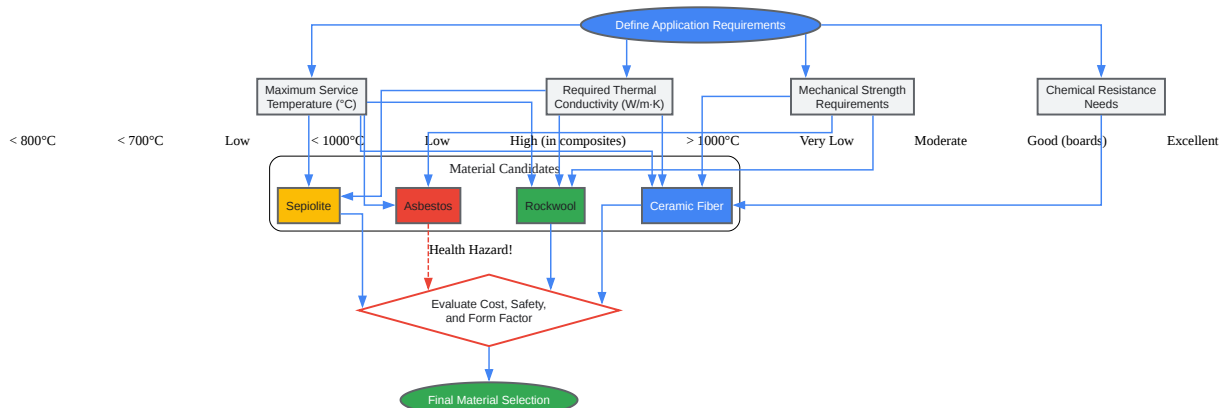 Define Application Requirements
Maximum Service
Temperature (°C)
Required Thermal
Conductivity (W/m·K)
Mechanical Strength
Requirements
Chemical Resistance
Needs
< 800°C
< 700°C
Low
< 1000°C
Low
High (in composites)
> 1000°C
Very Low
Moderate
Good (boards)
Excellent
Material Candidates
Sepiolite
Asbestos
Rockwool
Ceramic Fiber
Health Hazard!
Evaluate Cost, Safety,
and Form Factor
Final Material Selection